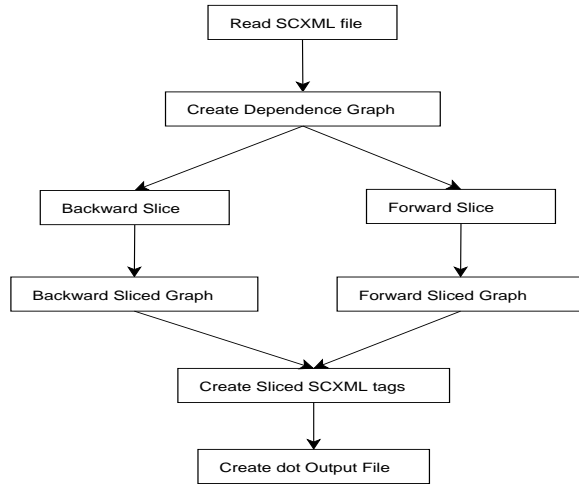 Read SCXML file
Create Dependence Graph
Backward Slice
Forward Slice
Backward Sliced Graph
Forward Sliced Graph
Create Sliced SCXML tags
Create dot Output File